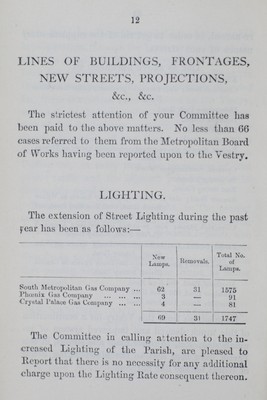 12
LINES OF BUILDINGS, FRONTAGES,
NEW STREETS, PROJECTIONS,
&c., &c.
The strictest attention of your Committee has
been paid to the above matters. No less than 66
cases referred to them from the Metropolitan Board
of Works having been reported upon to the Vestry.
LIGHTING.
The extension of Street Lighting during the past
year has been as follows:—
New Lamps. Removals. Total No. of Lamps.
South Metropolitan Gas Company ... 62 31 1575
Phœnix Gas Company ... ... ... 3 — 91
Crystal Palace Gas Company ... ... 4 — 81
69 31 1747
The Committee in calling attention to the in-
creased Lighting of the Parish, are pleased to
Report that there is no necessity for any additional
charge upon the Lighting Rate consequent thereon.